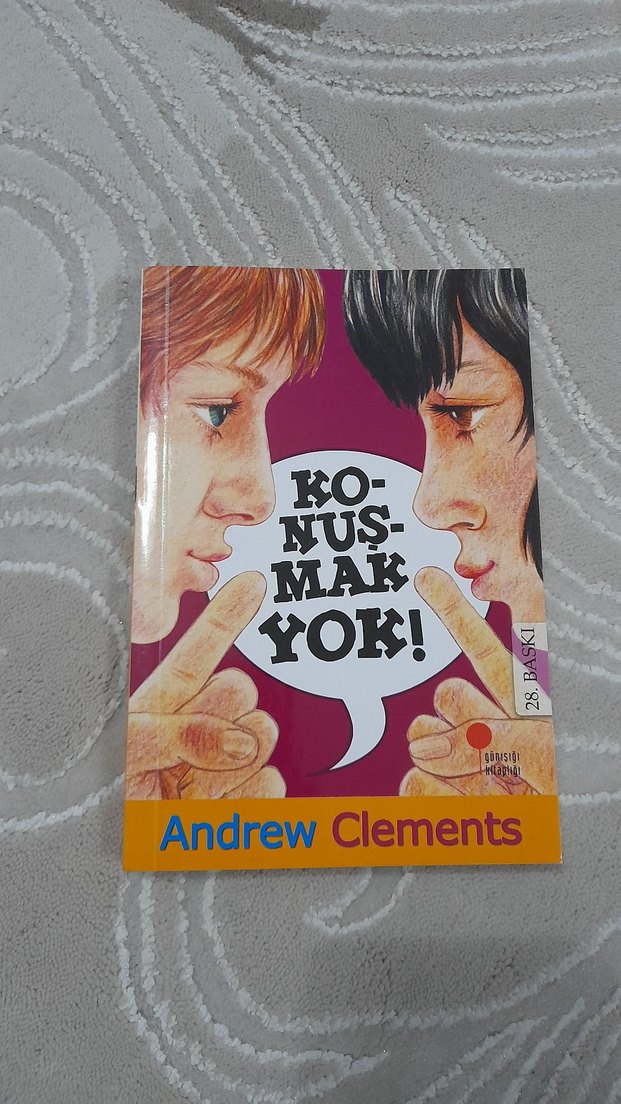 KO-
NUŞ-
MAK
YOK!
28. BASKI
günışığı
kitaplığı
Andrew Clements